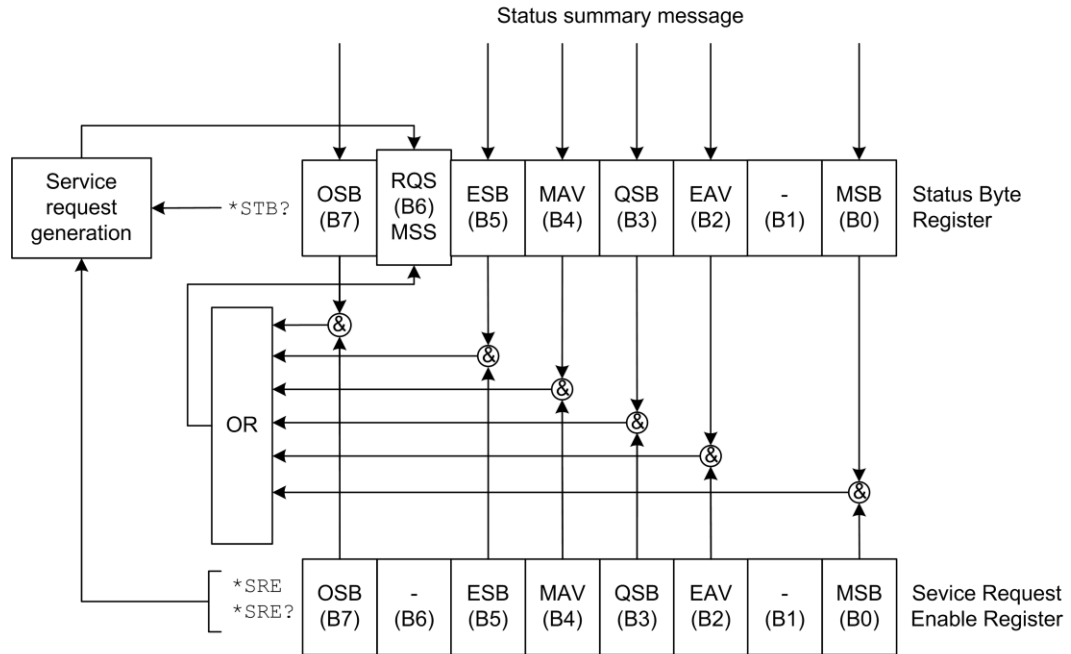 Status summary message
Service
request
generation
*STB?
OSB
(B7)
RQS
(B6)
MSS
ESB
(B5)
MAV
(B4)
QSB
(B3)
EAV
(B2)
-
(B1)
MSB
(B0)
Status Byte
Register
&
&
&
&
&
&
OR
*SRE
*SRE?
OSB
(B7)
-
(B6)
ESB
(B5)
MAV
(B4)
QSB
(B3)
EAV
(B2)
-
(B1)
MSB
(B0)
Sevice Request
Enable Register